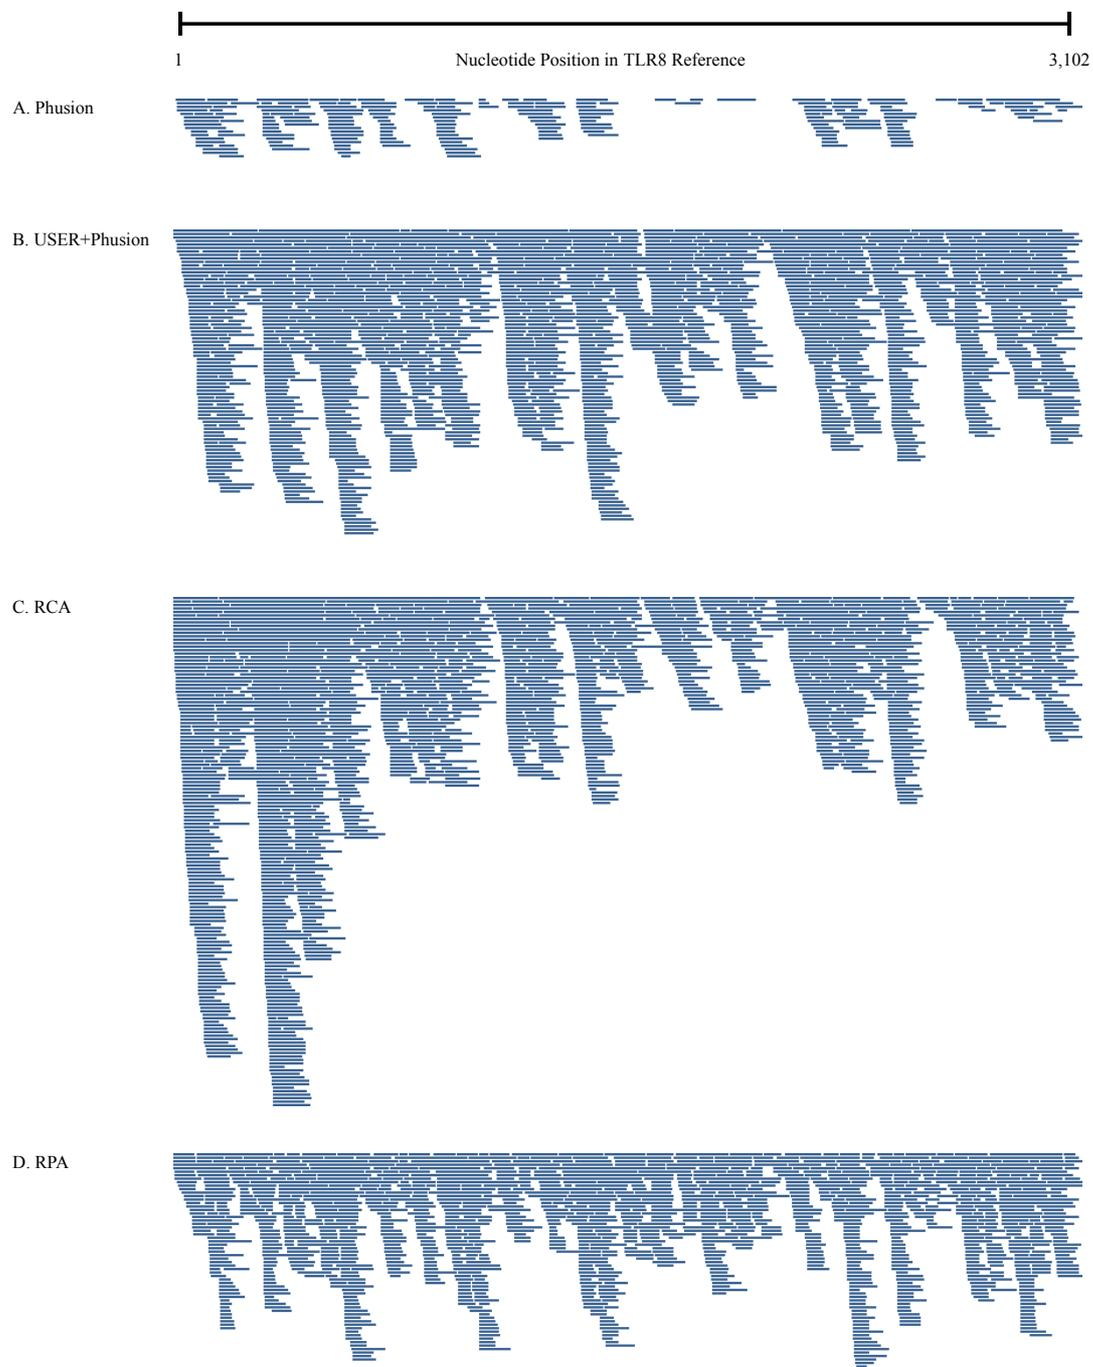 1 Nucleotide Position in TLR8 Reference 3,102
A. Phusion
B. USER+Phusion
C. RCA
D. RPA